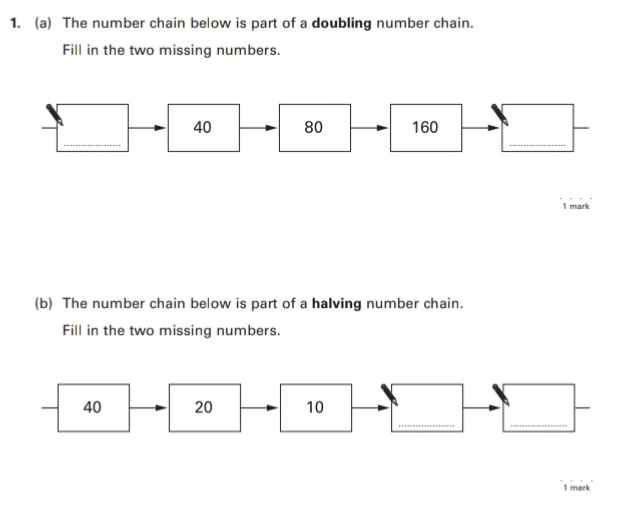 1. (a) The number chain below is part of a doubling number chain.
Fill in the two missing numbers.
40 80 160
1 mark
(b) The number chain below is part of a halving number chain.
Fill in the two missing numbers.
40 20 10
1 mark